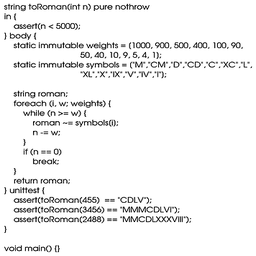 string toRoman(int n) pure nothrow
in {
assert(n < 5000);
} body {
static immutable weights = (1000, 900, 500, 400, 100, 90,
50, 40, 10, 9, 5, 4, 1);
static immutable symbols = ("M","CM","D","CD","C","XC","L",
"XL","X","IX","V","IV","I");
string roman;
foreach (i, w; weights) {
while (n >= w) {
roman ~= symbols(i);
n -= w;
}
if (n == 0)
break;
}
return roman;
} unittest {
assert(toRoman(455) == "CDLV");
assert(toRoman(3456) == "MMMCDLVI");
assert(toRoman(2488) == "MMCDLXXXVIII");
}
void main() {}